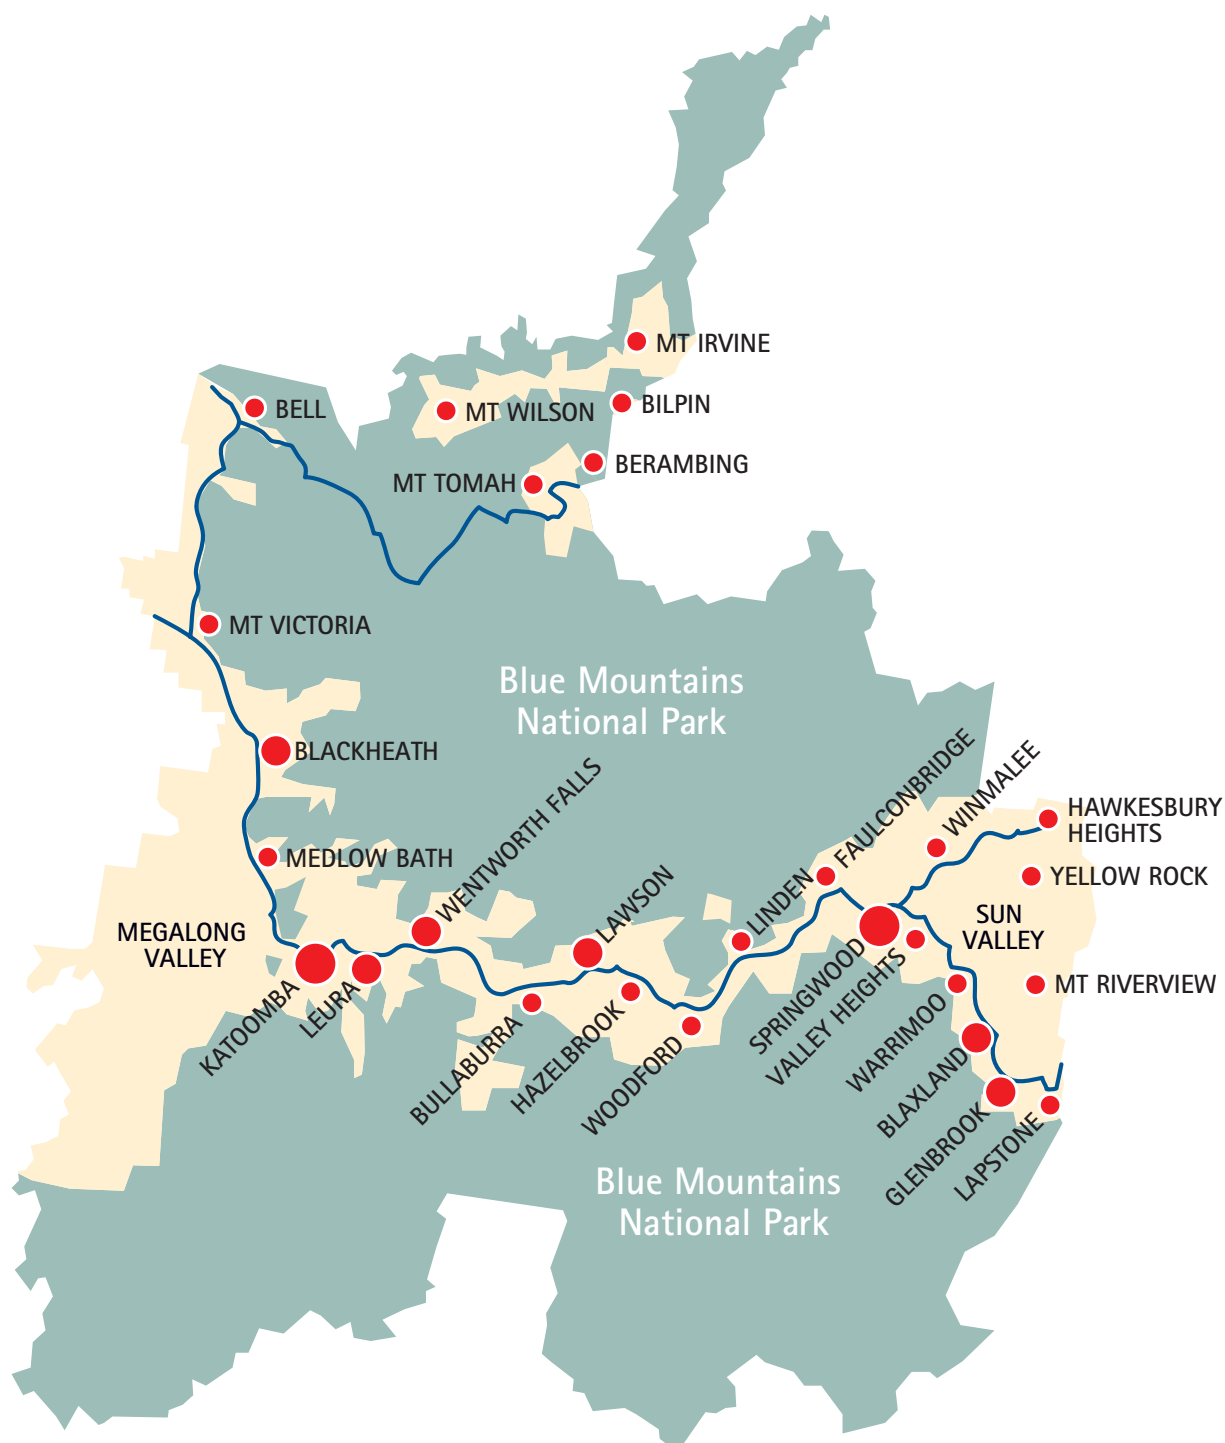 MT IRVINE
BILPIN
BELL
MT WILSON
BERAMBING
MT TOMAH
MT VICTORIA
Blue Mountains
National Park
BLACKHEATH
MEDLOW BATH
WENTWORTH FALLS
LAWSON
LINDEN
FAULCONBRIDGE
WINMALEE
HAWKESBURY
HEIGHTS
YELLOW ROCK
SUN
VALLEY
MEGALONG
VALLEY
MT RIVERVIEW
KATOOMBA
LEURA
BULLABURRA
HAZELBROOK
WOODFORD
SPRINGWOOD
VALLEY HEIGHTS
WARRIMOO
BLAXLAND
GLENBROOK
LAPSTONE
Blue Mountains
National Park